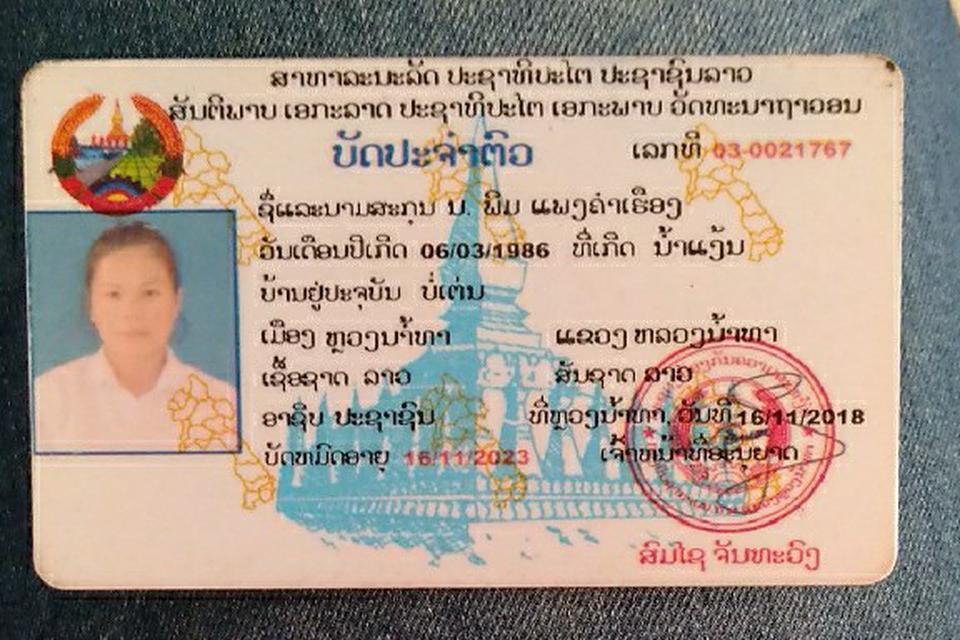 ສາທາລະນະລັດ ປະຊາທິປະໄຕ ປະຊາຊົນລາວ
ສັນຕິພາບ ເອກະລາດ ປະຊາທິປະໄຕ ເອກະພາບ ວັດທະນາຖາວອນ
ບັດປະຈຳຕົວ ເລກທີ 03-0021767
ຊື່ແລະນາມສະກຸນ ນ. ພິມ ແພງຄຳເຮືອງ
ວັນເດືອນປີເກີດ 06/03/1986 ທີ່ເກີດ ນ້ຳແງ້ນ
ບ້ານຢູ່ປະຈຸບັນ ບໍ່ເຕ່ນ
ເມືອງ ຫຼວງນ້ຳທາ ແຂວງ ຫລວງນ້ຳທາ
ເຊື້ອຊາດ ລາວ ສັນຊາດ ລາວ
ອາຊີບ ປະຊາຊົນ ທີ່ຫຼວງນ້ຳທາ, ວັນທີ 16/11/2018
ບັດຫມົດອາຍຸ 16/11/2023 ເຈົ້າຫນ້າທີ່ອະນຸຍາດ
ສົມໄຊ ຈັນທະວົງ